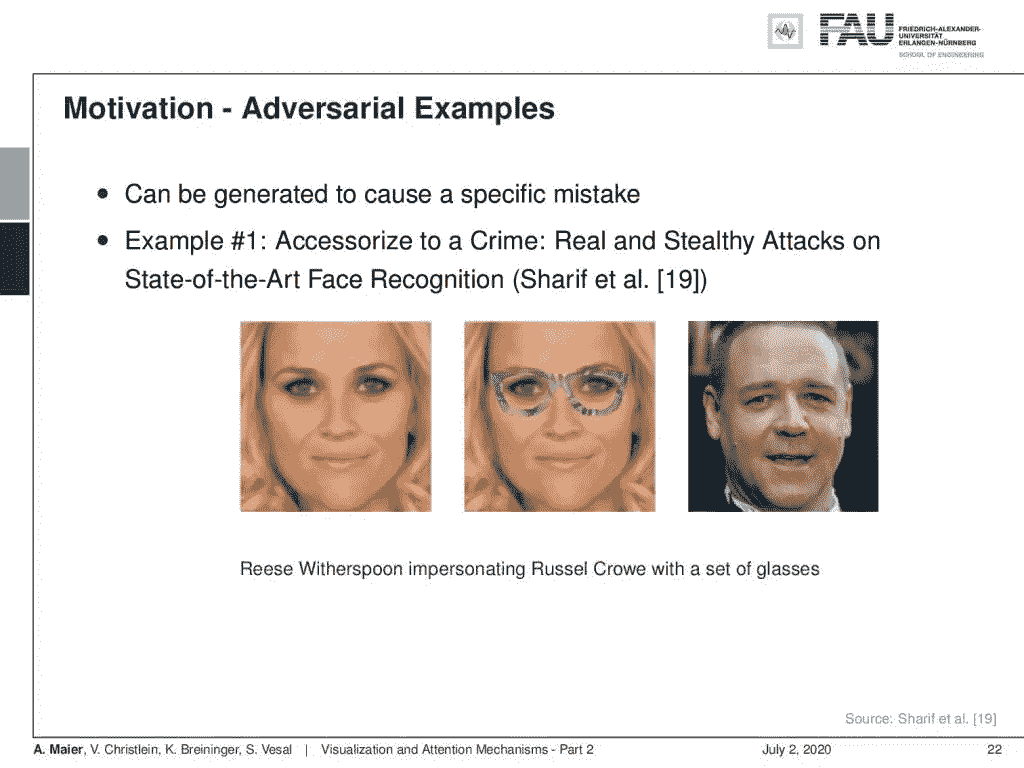 FAU
FRIEDRICH-ALEXANDER-
UNIVERSITÄT
ERLANGEN-NÜRNBERG
SCHOOL OF ENGINEERING
Motivation - Adversarial Examples
• Can be generated to cause a specific mistake
• Example #1: Accessorize to a Crime: Real and Stealthy Attacks on
State-of-the-Art Face Recognition (Sharif et al. [19])
Reese Witherspoon impersonating Russel Crowe with a set of glasses
Source: Sharif et al. [19]
A. Maier, V. Christlein, K. Breininger, S. Vesal | Visualization and Attention Mechanisms - Part 2 July 2, 2020 22